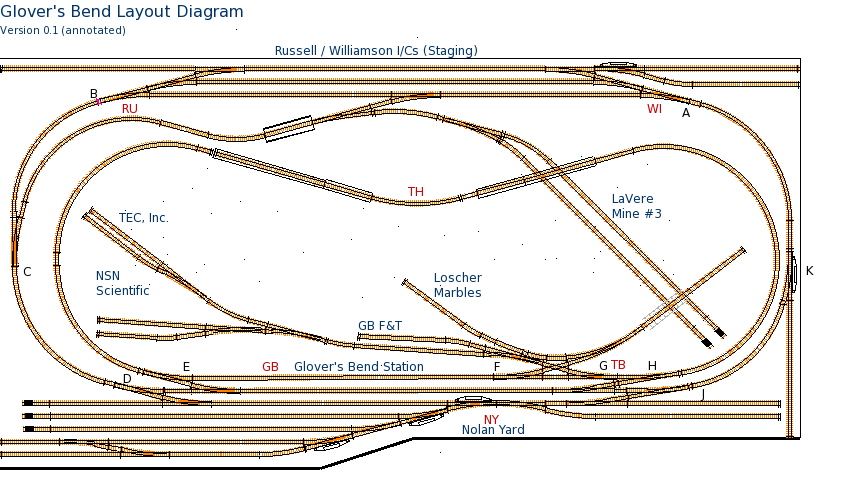 Glover's Bend Layout Diagram
Version 0.1 (annotated)
Russell / Williamson I/Cs (Staging)
B
RU
WI
A
TH
LaVere
Mine #3
TEC, Inc.
C
NSN
Scientific
Loscher
Marbles
K
GB F&T
D
E
GB
Glover's Bend Station
F
G
TB
H
J
NY
Nolan Yard